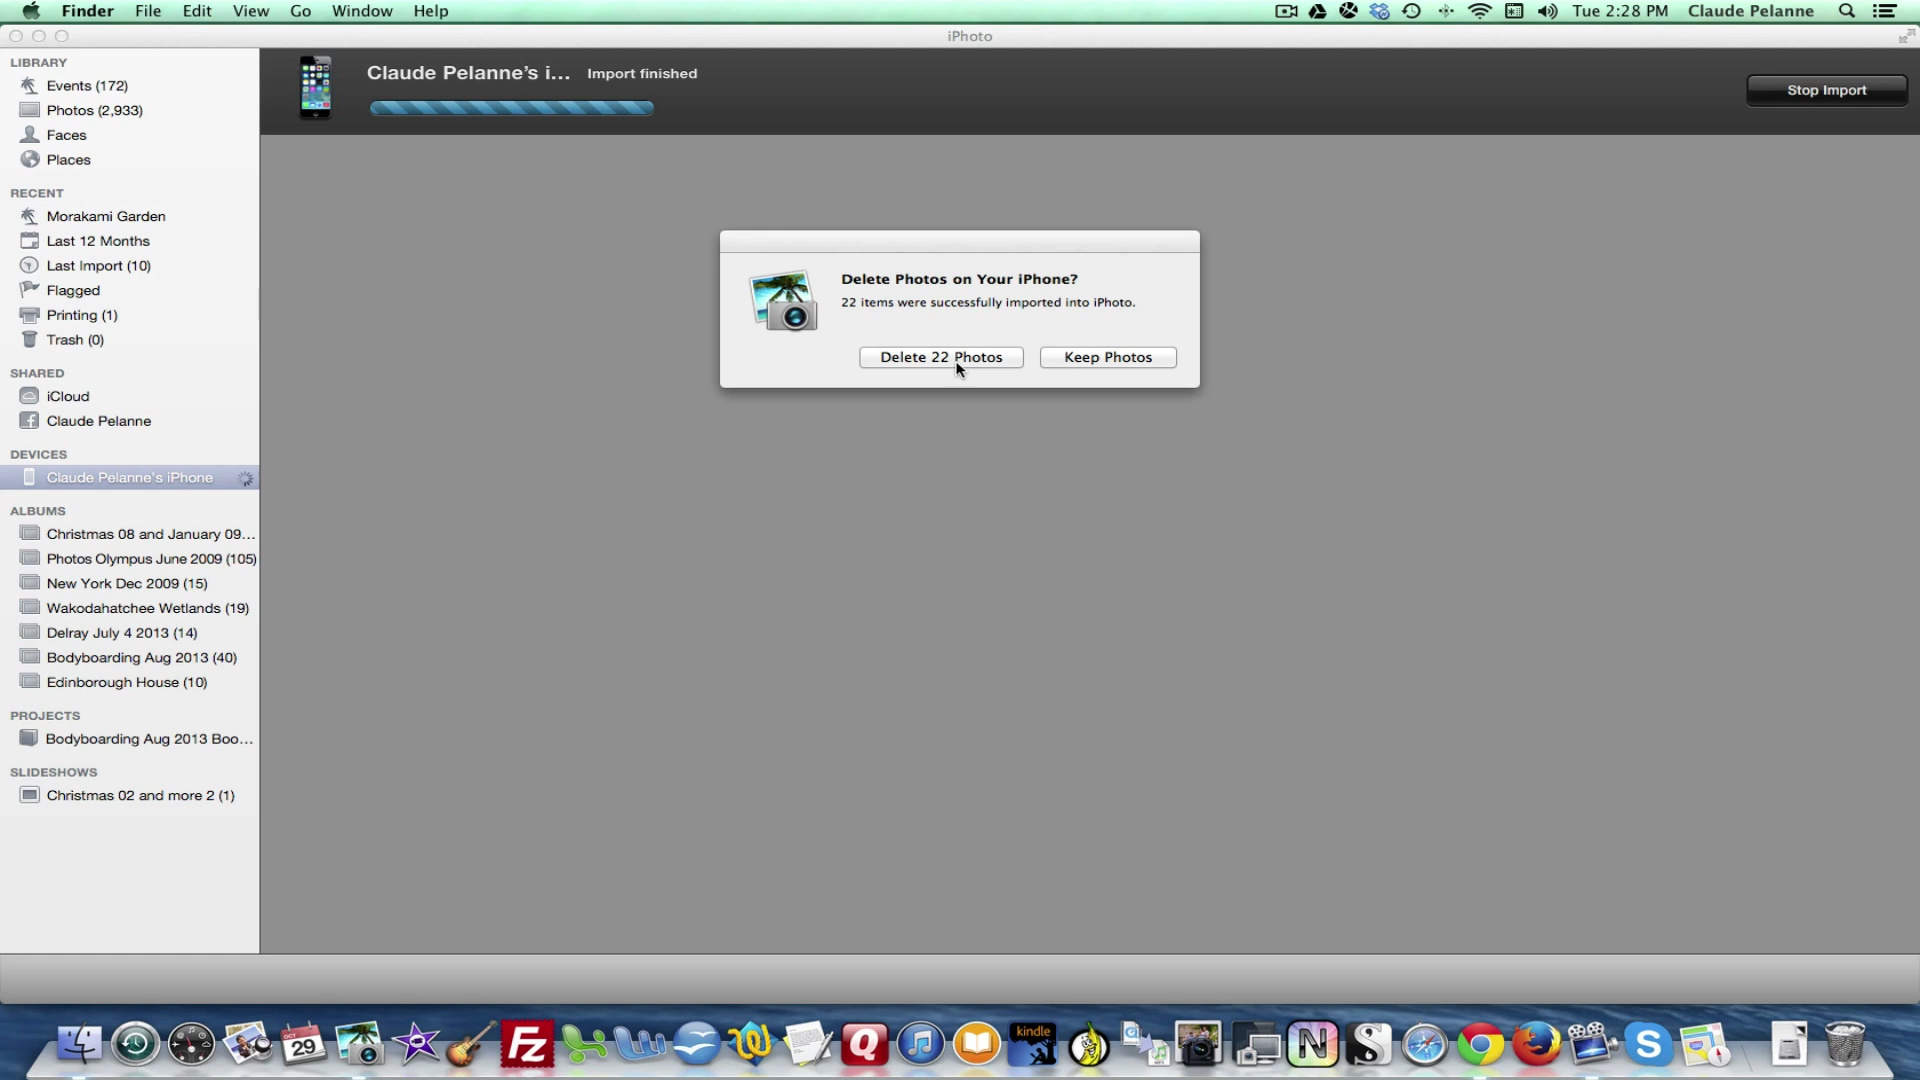 Finder File Edit View Go Window Help Tue 2:28 PM Claude Pelanne
iPhoto
LIBRARY
Events (172)
Photos (2,933)
Faces
Places
RECENT
Morakami Garden
Last 12 Months
Last Import (10)
Flagged
Printing (1)
Trash (0)
SHARED
iCloud
Claude Pelanne
DEVICES
Claude Pelanne's iPhone
ALBUMS
Christmas 08 and January 09...
Photos Olympus June 2009 (105)
New York Dec 2009 (15)
Wakodahatchee Wetlands (19)
Delray July 4 2013 (14)
Bodyboarding Aug 2013 (40)
Edinborough House (10)
PROJECTS
Bodyboarding Aug 2013 Boo...
SLIDESHOWS
Christmas 02 and more 2 (1)
Claude Pelanne’s i... Import finished
Stop Import
Delete Photos on Your iPhone?
22 items were successfully imported into iPhoto.
Delete 22 Photos Keep Photos
OCT
29
Fz
Q
kindle
N
S
S